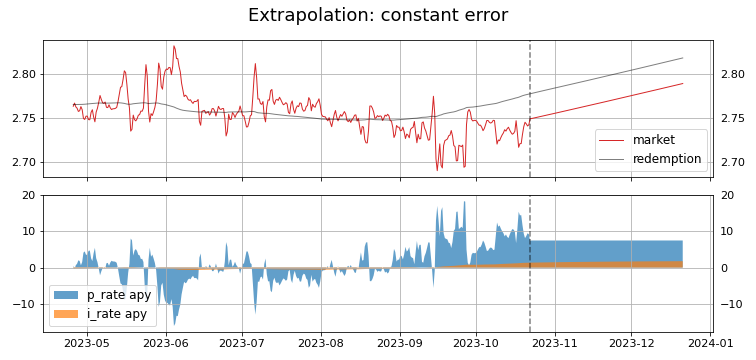 Extrapolation: constant error
2.80 2.80
2.75 2.75
2.70 2.70
market
redemption
20 20
10 10
0 0
−10 −10
p_rate apy
i_rate apy
2023-05 2023-06 2023-07 2023-08 2023-09 2023-10 2023-11 2023-12 2024-01